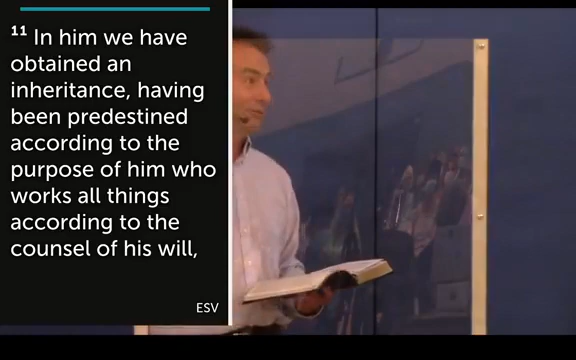 11 In him we have
obtained an
inheritance, having
been predestined
according to the
purpose of him who
works all things
according to the
counsel of his will,
ESV